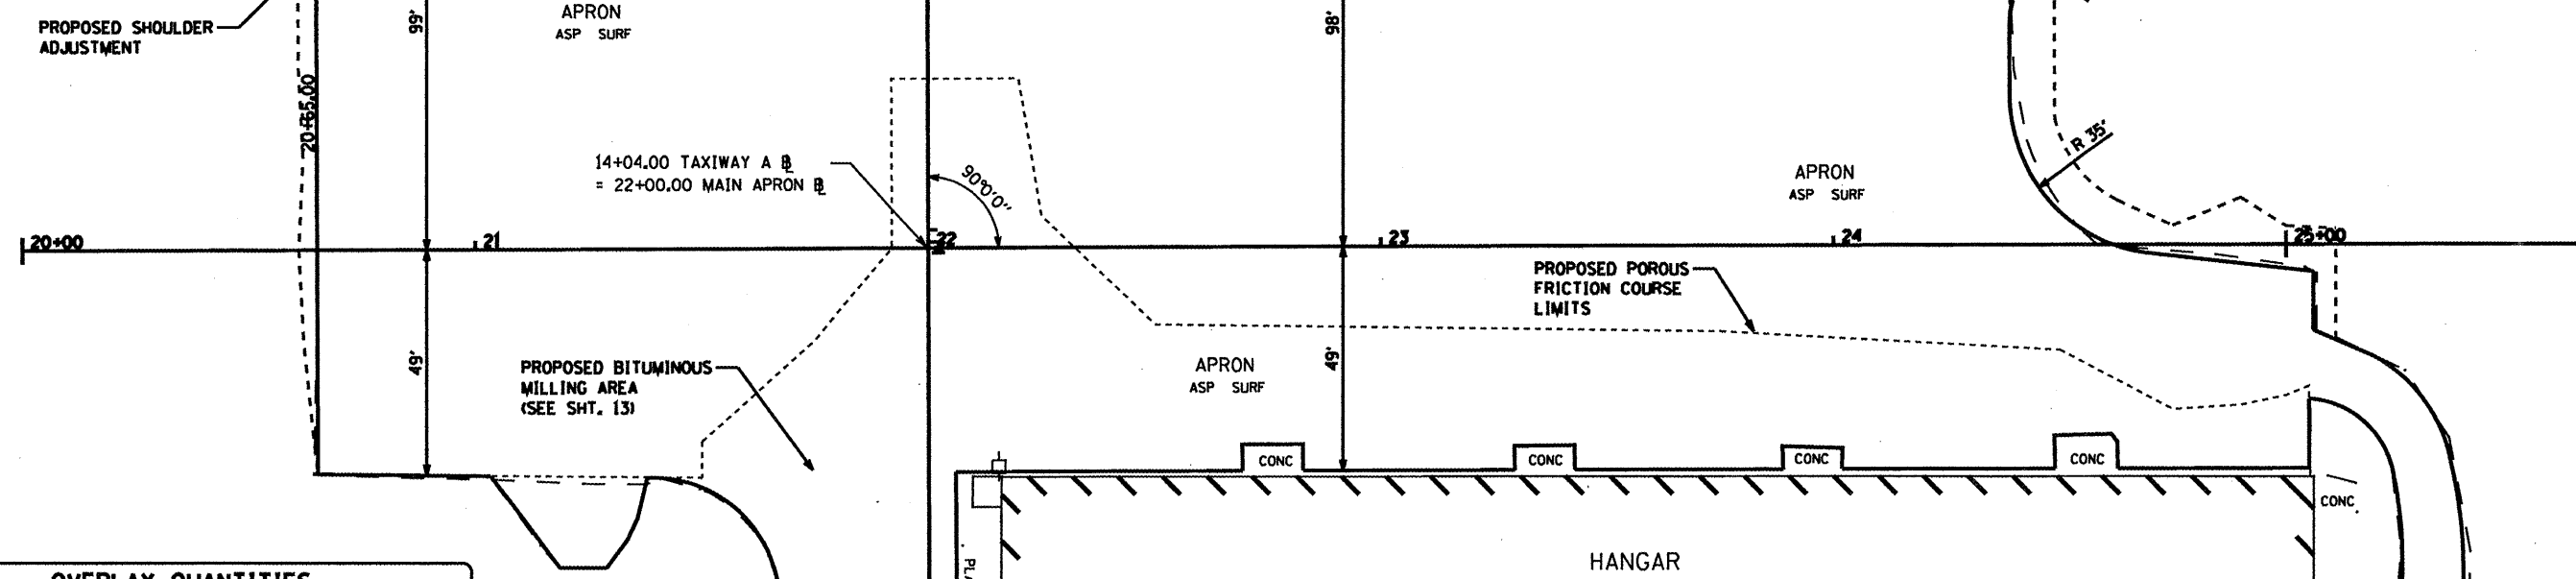 PROPOSED SHOULDER
ADJUSTMENT
APRON
ASP SURF
99'
98'
20+65.00
14+04.00 TAXIWAY A BL
= 22+00.00 MAIN APRON BL
90°0'0''
APRON
ASP SURF
R 35'
20+00
21
22
23
24
25+00
PROPOSED POROUS
FRICTION COURSE
LIMITS
49'
49'
PROPOSED BITUMINOUS
MILLING AREA
(SEE SHT. 13)
APRON
ASP SURF
CONC
CONC
CONC
CONC
CONC
HANGAR
OVERLAY QUANTITIES